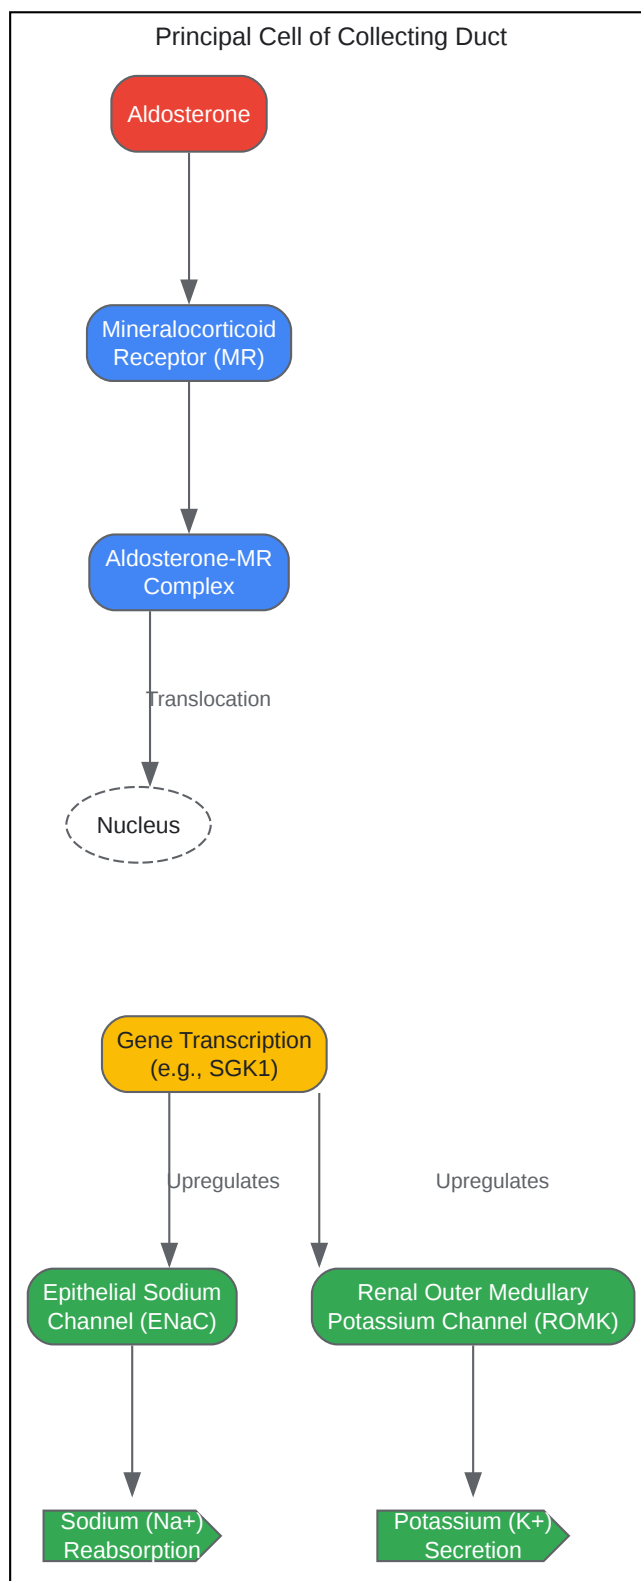 Principal Cell of Collecting Duct
Aldosterone
Mineralocorticoid
Receptor (MR)
Aldosterone-MR
Complex
Translocation
Nucleus
Gene Transcription
(e.g., SGK1)
Upregulates
Upregulates
Epithelial Sodium
Channel (ENaC)
Renal Outer Medullary
Potassium Channel (ROMK)
Sodium (Na+)
Reabsorption
Potassium (K+)
Secretion